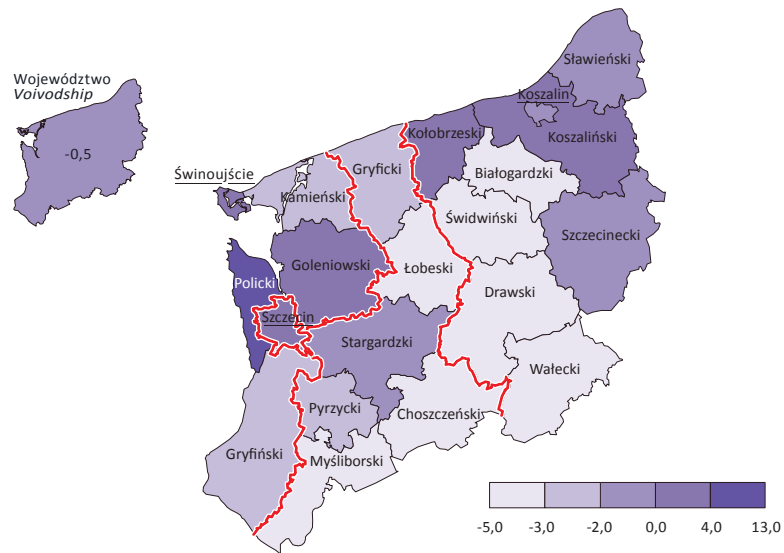 Województwo
Voivodship
-0,5
Sławieński
Koszalin
Kołobrzeski
Koszaliński
Świnoujście
Gryficki
Białogardzki
Kamieński
Świdwiński
Szczecinecki
Goleniowski
Łobeski
Policki
Drawski
Szczecin
Stargardzki
Wałecki
Pyrzycki
Choszczeński
Gryfiński
Myśliborski
-5,0 -3,0 -2,0 0,0 4,0 13,0